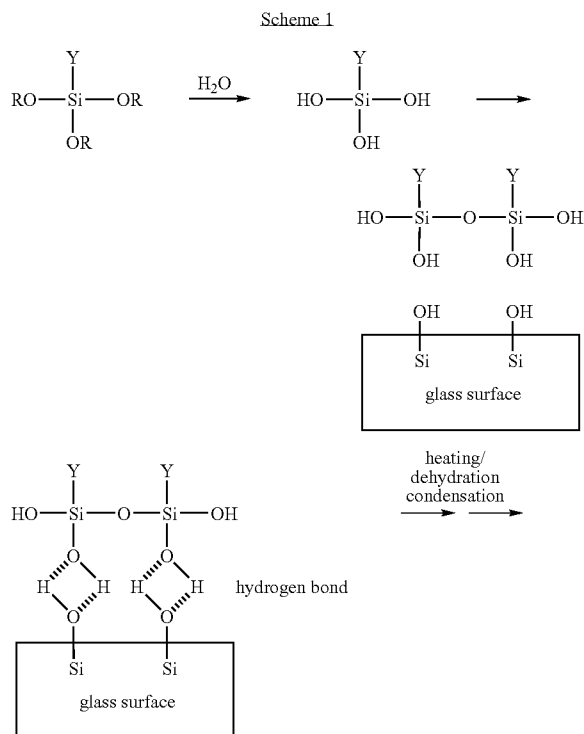 Scheme 1
Y
RO—Si—OR
OR
H₂O
Y
HO—Si—OH
OH
Y Y
HO—Si—O—Si—OH
OH OH
OH OH
Si Si
glass surface
heating/
dehydration
condensation
Y Y
HO—Si—O—Si—OH
O O
H H H H
hydrogen bond
O O
Si Si
glass surface